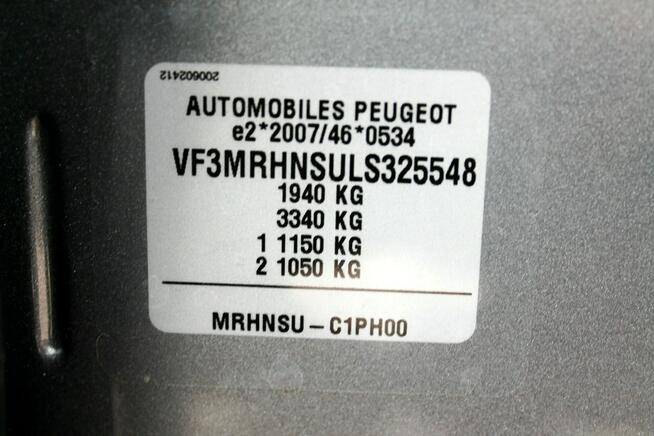 200602412
AUTOMOBILES PEUGEOT
e2*2007/46*0534
VF3MRHNSULS325548
1940 KG
3340 KG
1 1150 KG
2 1050 KG
MRHNSU-C1PH00